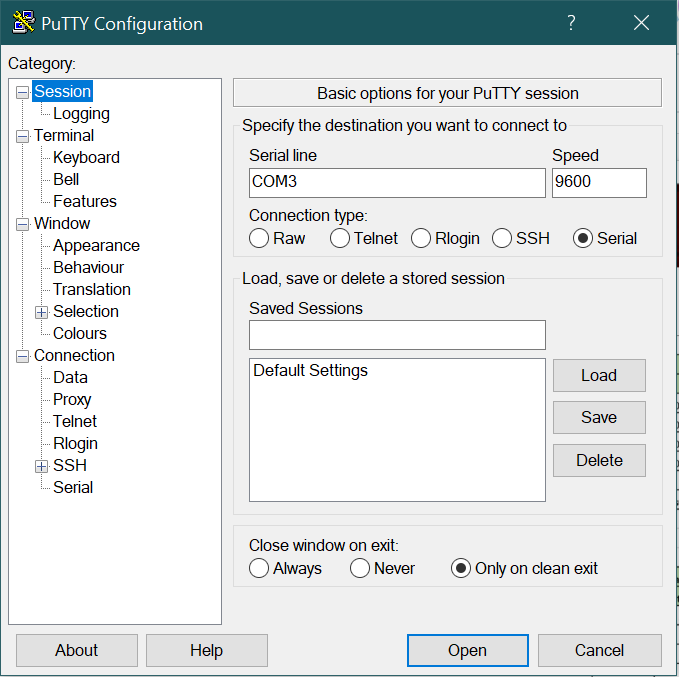 PuTTY Configuration
?
Category:
Session
Logging
Terminal
Keyboard
Bell
Features
Window
Appearance
Behaviour
Translation
Selection
Colours
Connection
Data
Proxy
Telnet
Rlogin
SSH
Serial
Basic options for your PuTTY session
Specify the destination you want to connect to
Serial line Speed
COM3 9600
Connection type:
Raw Telnet Rlogin SSH Serial
Load, save or delete a stored session
Saved Sessions
Default Settings
Load
Save
Delete
Close window on exit:
Always Never Only on clean exit
About Help Open Cancel